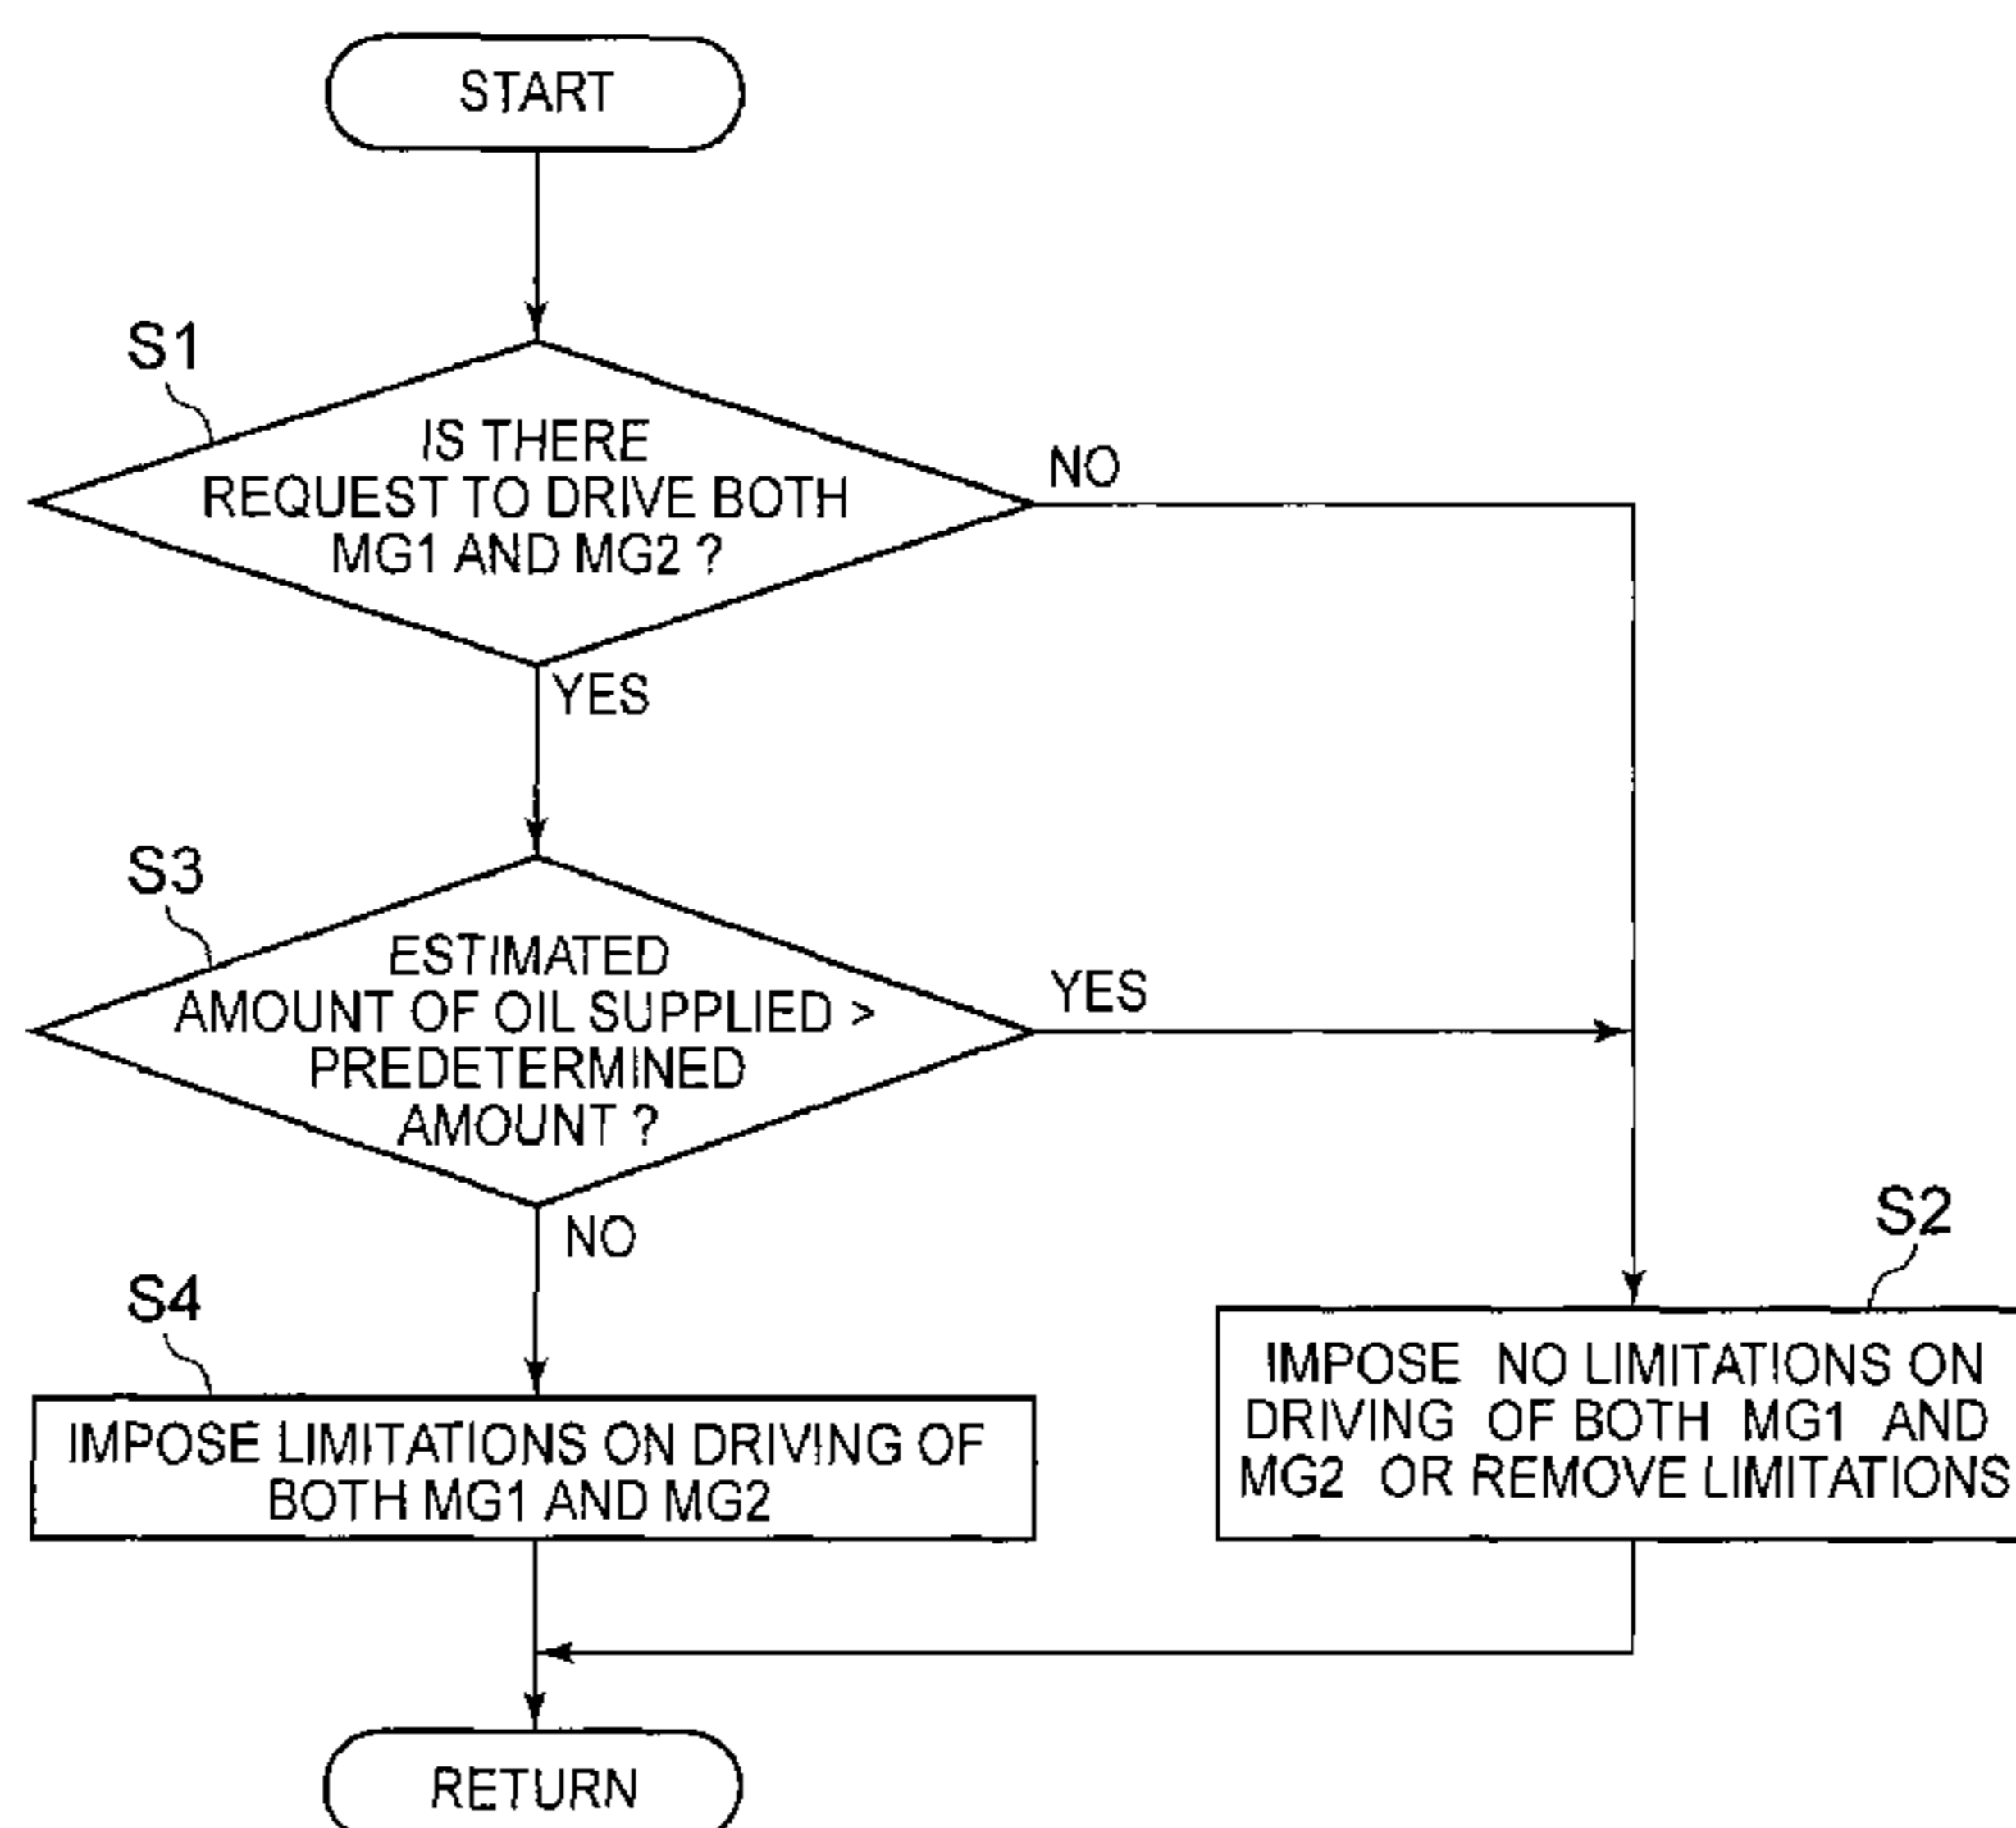 START
S1
IS THERE
REQUEST TO DRIVE BOTH
MG1 AND MG2 ?
NO
YES
S3
ESTIMATED
AMOUNT OF OIL SUPPLIED >
PREDETERMINED
AMOUNT ?
YES
NO
S2
IMPOSE NO LIMITATIONS ON
DRIVING OF BOTH MG1 AND
MG2 OR REMOVE LIMITATIONS
S4
IMPOSE LIMITATIONS ON DRIVING OF
BOTH MG1 AND MG2
RETURN